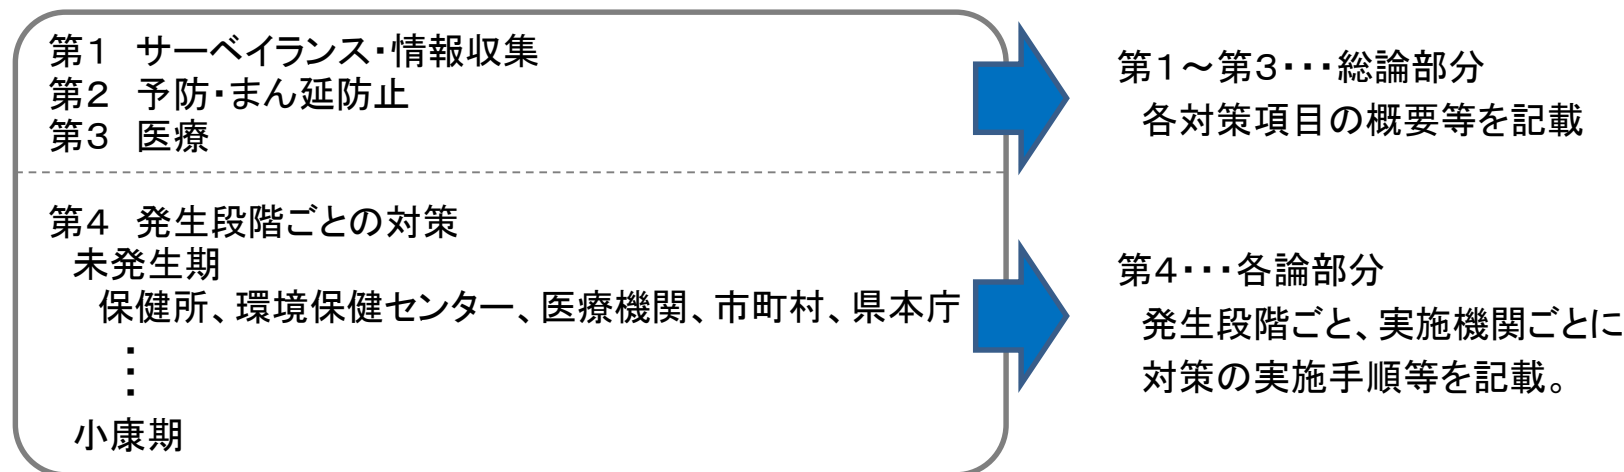 第1　サーベイランス・情報収集
第2　予防・まん延防止
第3　医療
第1～第3・・・総論部分
各対策項目の概要等を記載
第4　発生段階ごとの対策
未発生期
保健所、環境保健センター、医療機関、市町村、県本庁
・
・
・
小康期
第4・・・各論部分
発生段階ごと、実施機関ごとに
対策の実施手順等を記載。